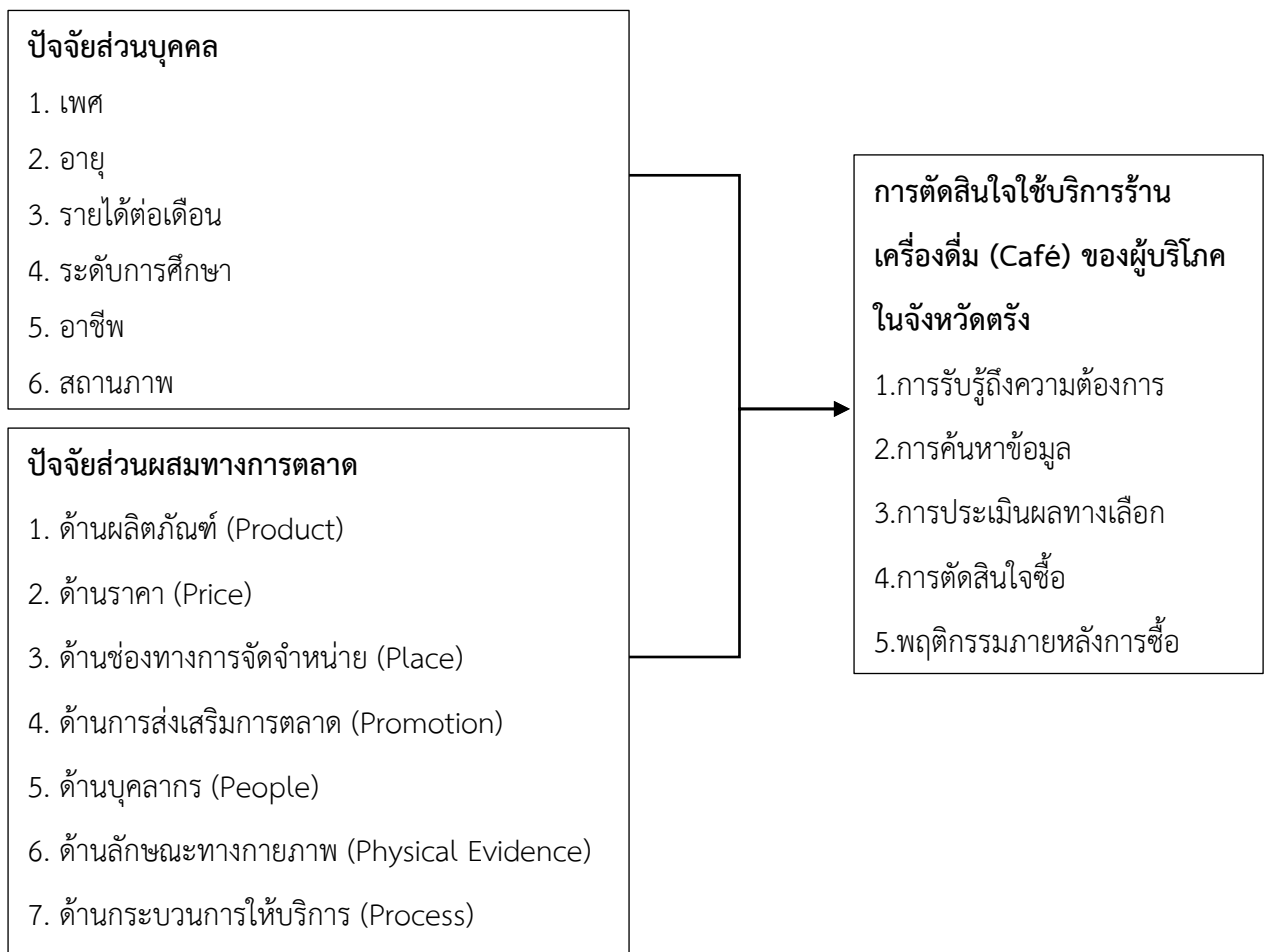 ปัจจัยส่วนบุคคล
1. เพศ
2. อายุ
3. รายได้ต่อเดือน
4. ระดับการศึกษา
5. อาชีพ
6. สถานภาพ
ปัจจัยส่วนผสมทางการตลาด
1. ด้านผลิตภัณฑ์ (Product)
2. ด้านราคา (Price)
3. ด้านช่องทางการจัดจำหน่าย (Place)
4. ด้านการส่งเสริมการตลาด (Promotion)
5. ด้านบุคลากร (People)
6. ด้านลักษณะทางกายภาพ (Physical Evidence)
7. ด้านกระบวนการให้บริการ (Process)
การตัดสินใจใช้บริการร้าน
เครื่องดื่ม (Café) ของผู้บริโภค
ในจังหวัดตรัง
1.การรับรู้ถึงความต้องการ
2.การค้นหาข้อมูล
3.การประเมินผลทางเลือก
4.การตัดสินใจซื้อ
5.พฤติกรรมภายหลังการซื้อ